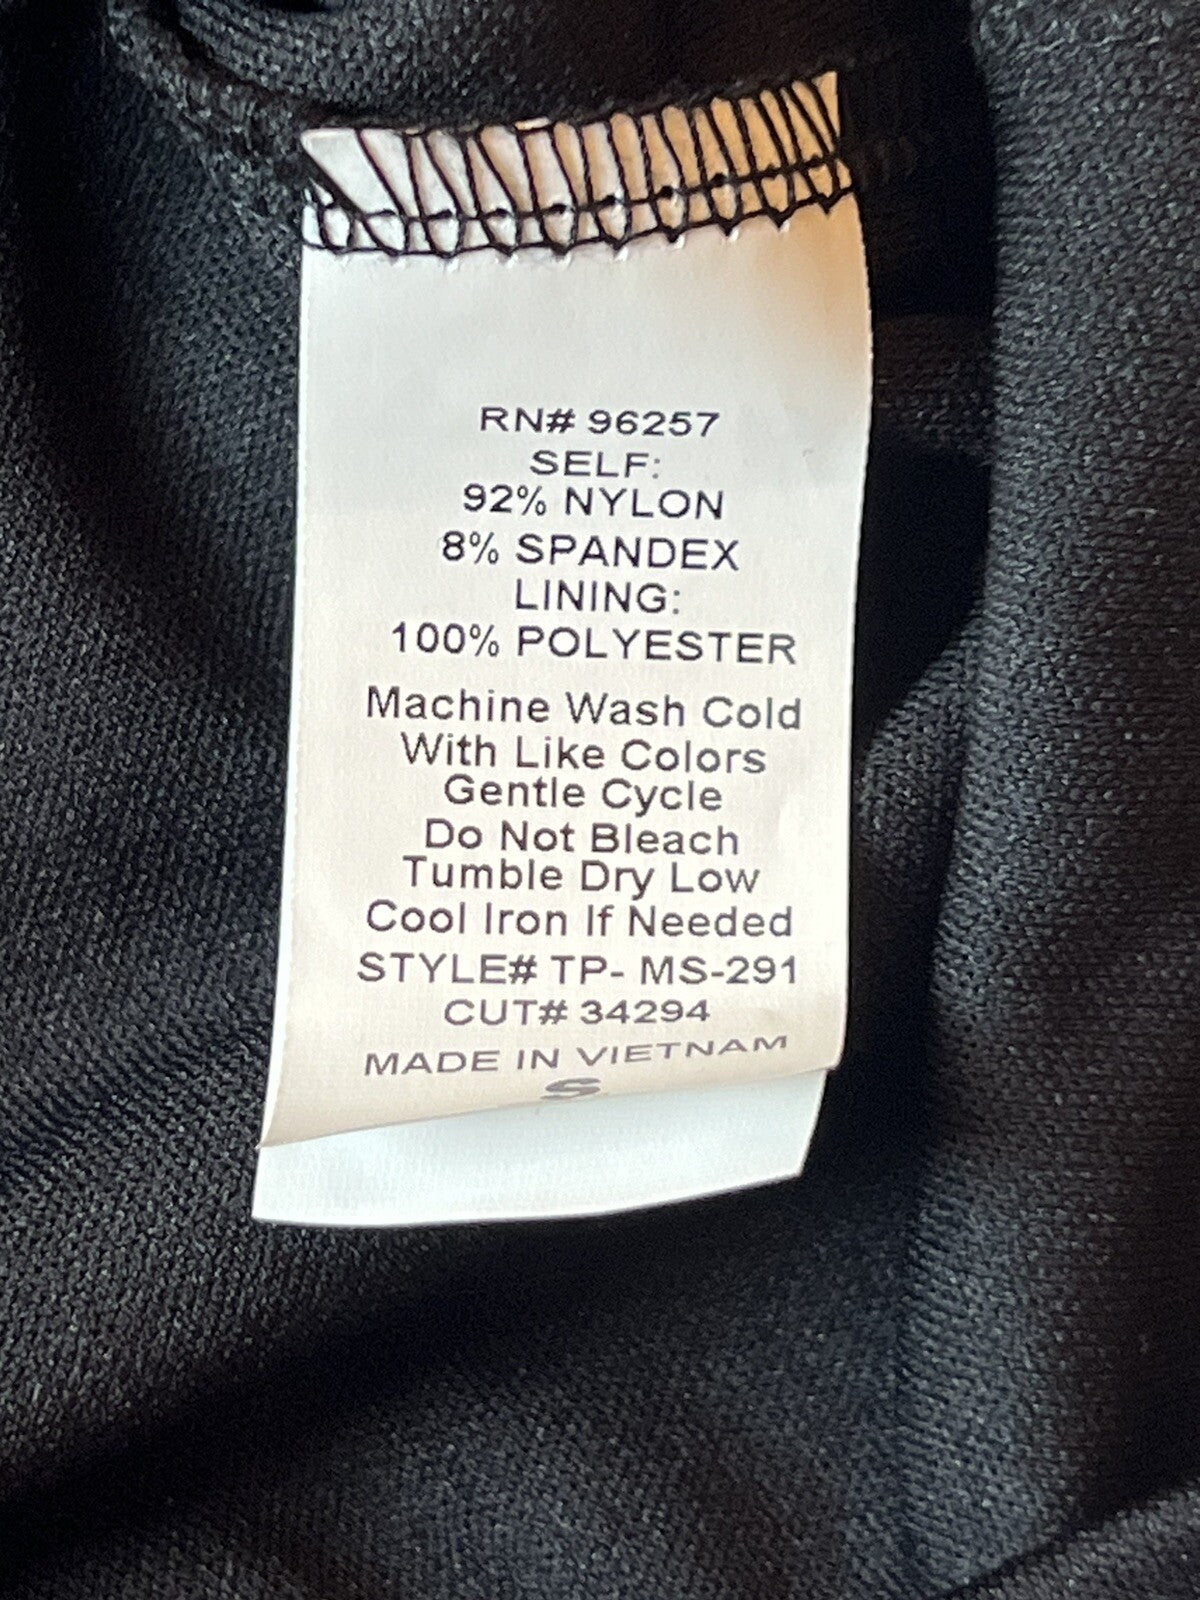 RN# 96257
SELF:
92% NYLON
8% SPANDEX
LINING:
100% POLYESTER
Machine Wash Cold
With Like Colors
Gentle Cycle
Do Not Bleach
Tumble Dry Low
Cool Iron If Needed
STYLE# TP- MS-291
CUT# 34294
MADE IN VIETNAM
S